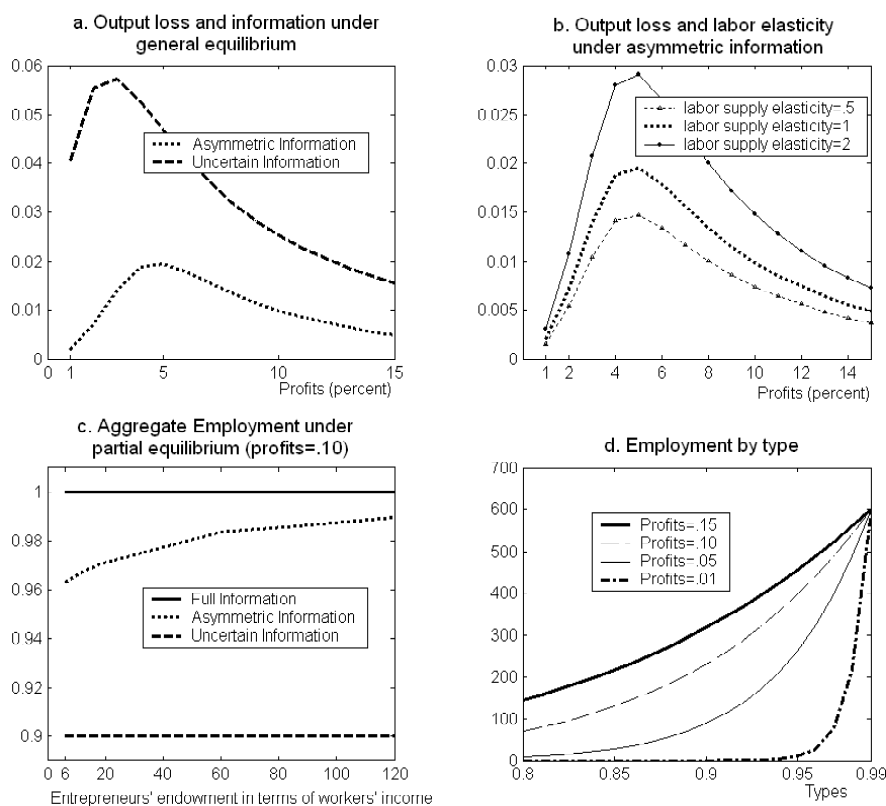 a. Output loss and information under
general equilibrium
0.06
0.05
0.04
0.03
0.02
0.01
0
Asymmetric Information
Uncertain Information
0 1 5 10 15
Profits (percent)
b. Output loss and labor elasticity
under asymmetric information
0.03
0.025
0.02
0.015
0.01
0.005
0
labor supply elasticity=.5
labor supply elasticity=1
labor supply elasticity=2
0 1 2 4 6 8 10 12 14
Profits (percent)
c. Aggregate Employment under
partial equilibrium (profits=.10)
1
0.98
0.96
0.94
0.92
0.9
Full Information
Asymmetric Information
Uncertain Information
0 6 20 40 60 80 100 120
Entrepreneurs' endowment in terms of workers' income
d. Employment by type
700
600
500
400
300
200
100
0
Profits=.15
Profits=.10
Profits=.05
Profits=.01
0.8 0.85 0.9 0.95 0.99
Types